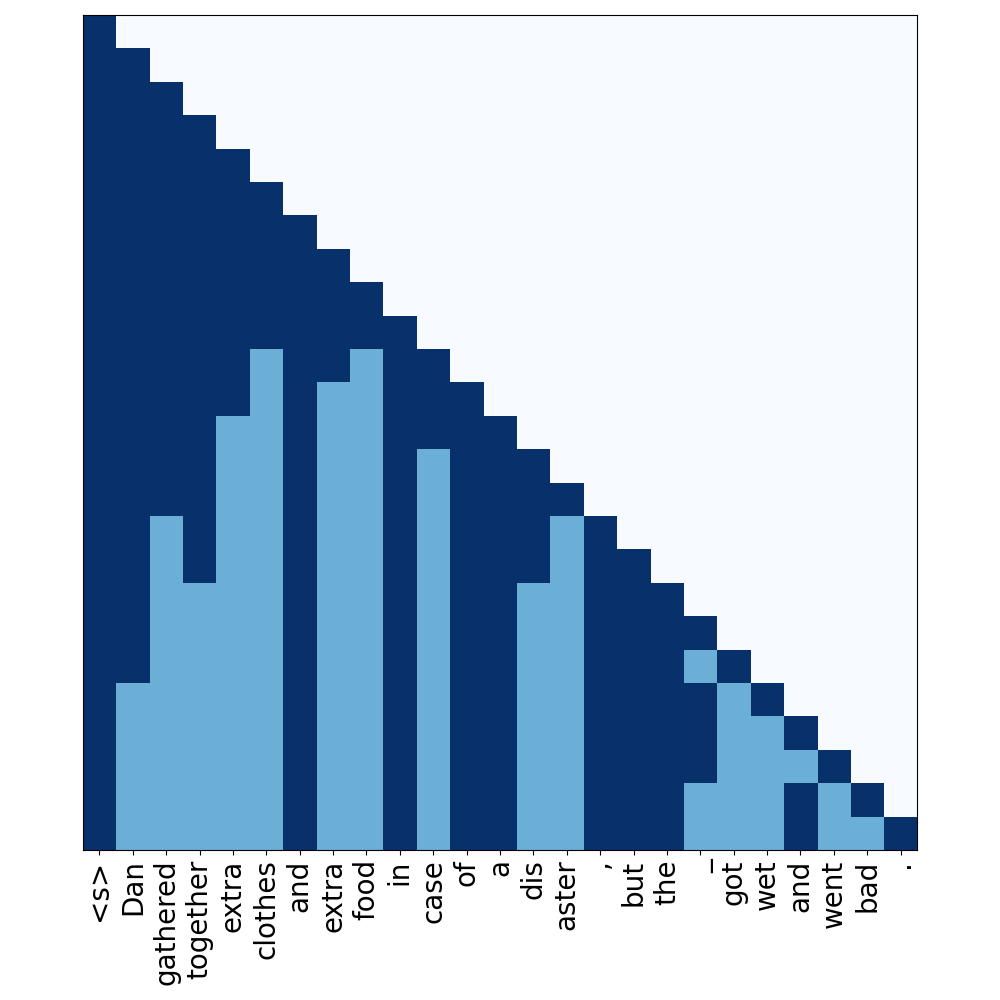 <s> Dan gathered together extra clothes and extra food in case of a dis aster , but the _ got wet and went bad .